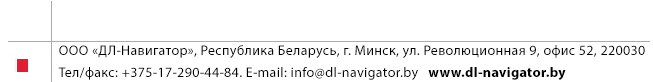 ООО «ДЛ-Навигатор», Республика Беларусь, г. Минск, ул. Революционная 9, офис 52, 220030
Тел/факс: +375-17-290-44-84. E-mail: info@dl-navigator.by www.dl-navigator.by